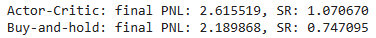 Actor-Critic: final PNL: 2.615519, SR: 1.070670
Buy-and-hold: final PNL: 2.189868, SR: 0.747095